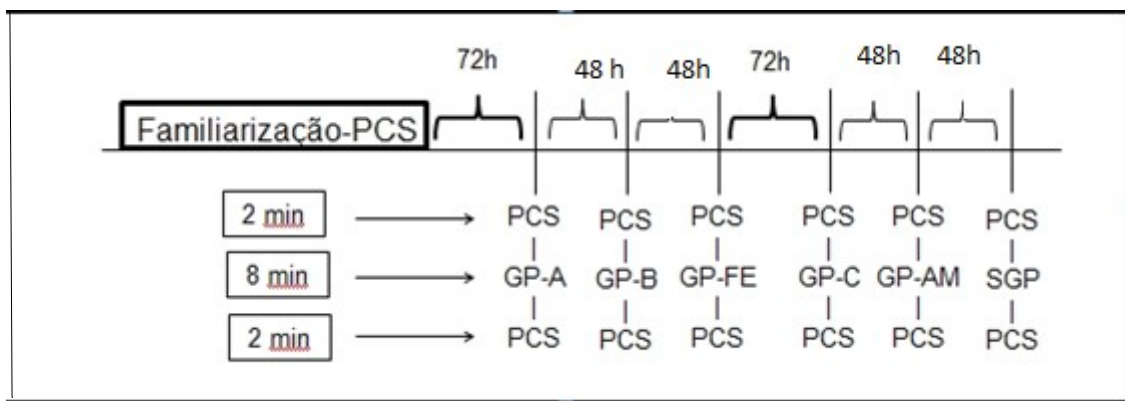 72h 48 h 48h 72h 48h 48h
Familiarização-PCS
2 min PCS PCS PCS PCS PCS PCS
8 min GP-A GP-B GP-FE GP-C GP-AM SGP
2 min PCS PCS PCS PCS PCS PCS